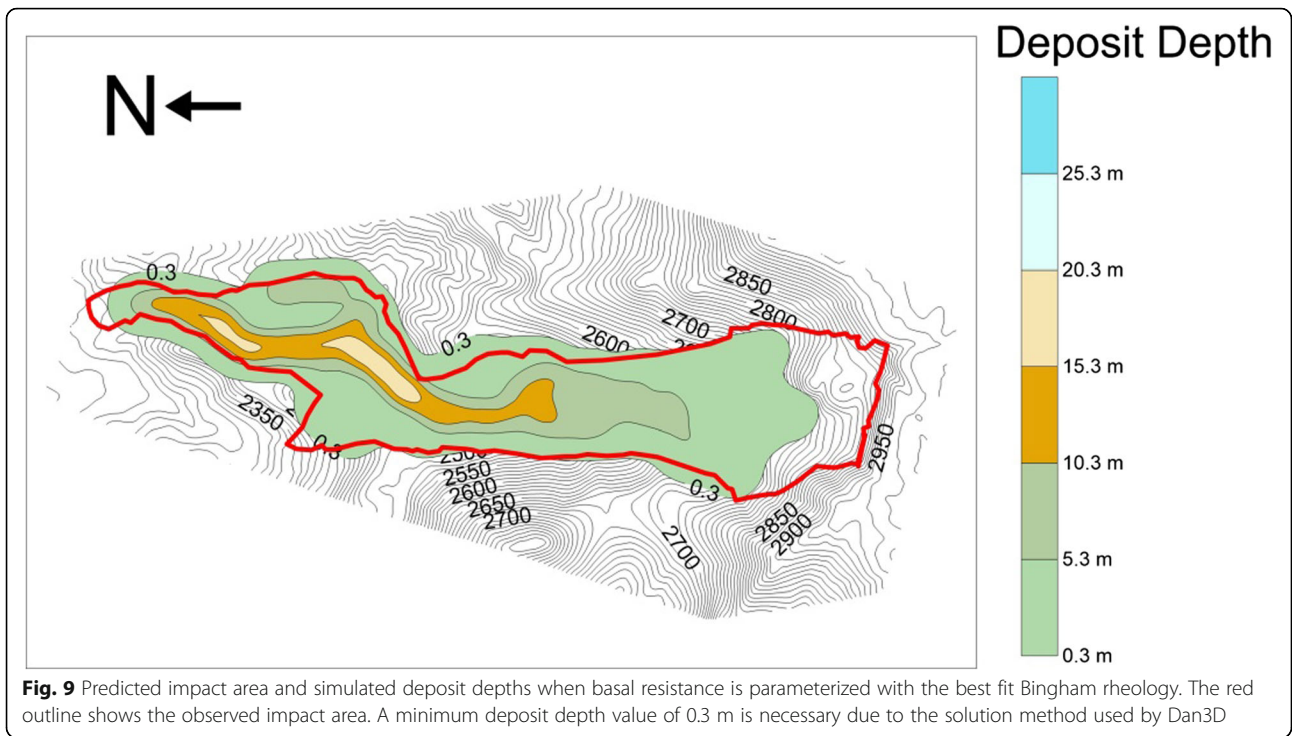 Deposit Depth
N
25.3 m
20.3 m
15.3 m
10.3 m
5.3 m
0.3 m
0.3
2850
2800
2700
2600
0.3
2350
0.3
2950
2550
2600
2650
2700
0.3
2700
2850
2900
Fig. 9 Predicted impact area and simulated deposit depths when basal resistance is parameterized with the best fit Bingham rheology. The red
outline shows the observed impact area. A minimum deposit depth value of 0.3 m is necessary due to the solution method used by Dan3D